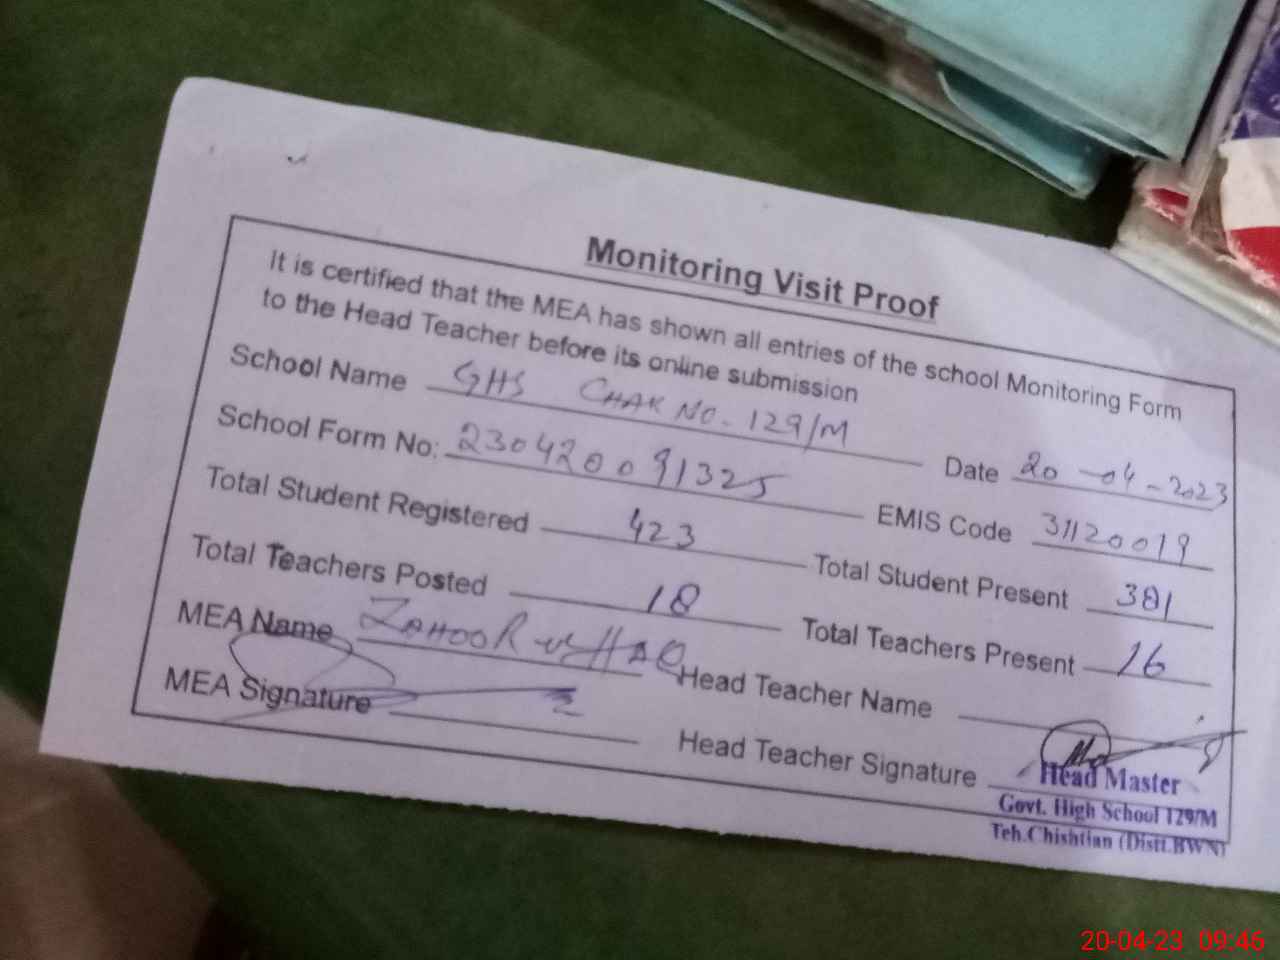 Monitoring Visit Proof
It is certified that the MEA has shown all entries of the school Monitoring Form
to the Head Teacher before its online submission
School Name GHS CHAK NO. 129/M
Date 20-04-2023
School Form No: 230420091325
EMIS Code 31120019
Total Student Registered 423
Total Student Present 381
Total Teachers Posted 18
Total Teachers Present 16
MEA Name ZAHOOR ul HAQ
Head Teacher Name
MEA Signature
Head Teacher Signature
Head Master
Govt. High School 129/M
Teh.Chishtian (Distt.BWN)
20-04-23 09:46